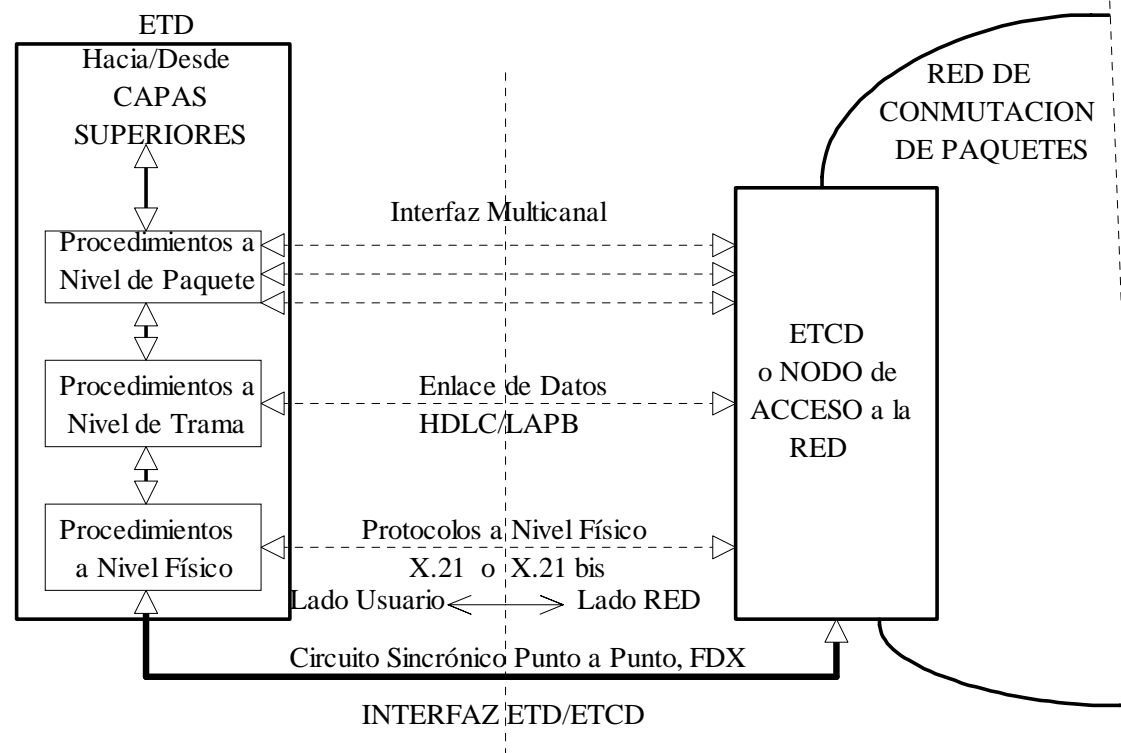 ETD
Hacia/Desde
CAPAS
SUPERIORES
RED DE
CONMUTACION
DE PAQUETES
Interfaz Multicanal
Procedimientos a
Nivel de Paquete
ETCD
o NODO de
ACCESO a la
RED
Procedimientos a
Nivel de Trama
Enlace de Datos
HDLC/LAPB
Procedimientos
a Nivel Físico
Protocolos a Nivel Físico
X.21 o X.21 bis
Lado Usuario Lado RED
Circuito Sincrónico Punto a Punto, FDX
INTERFAZ ETD/ETCD